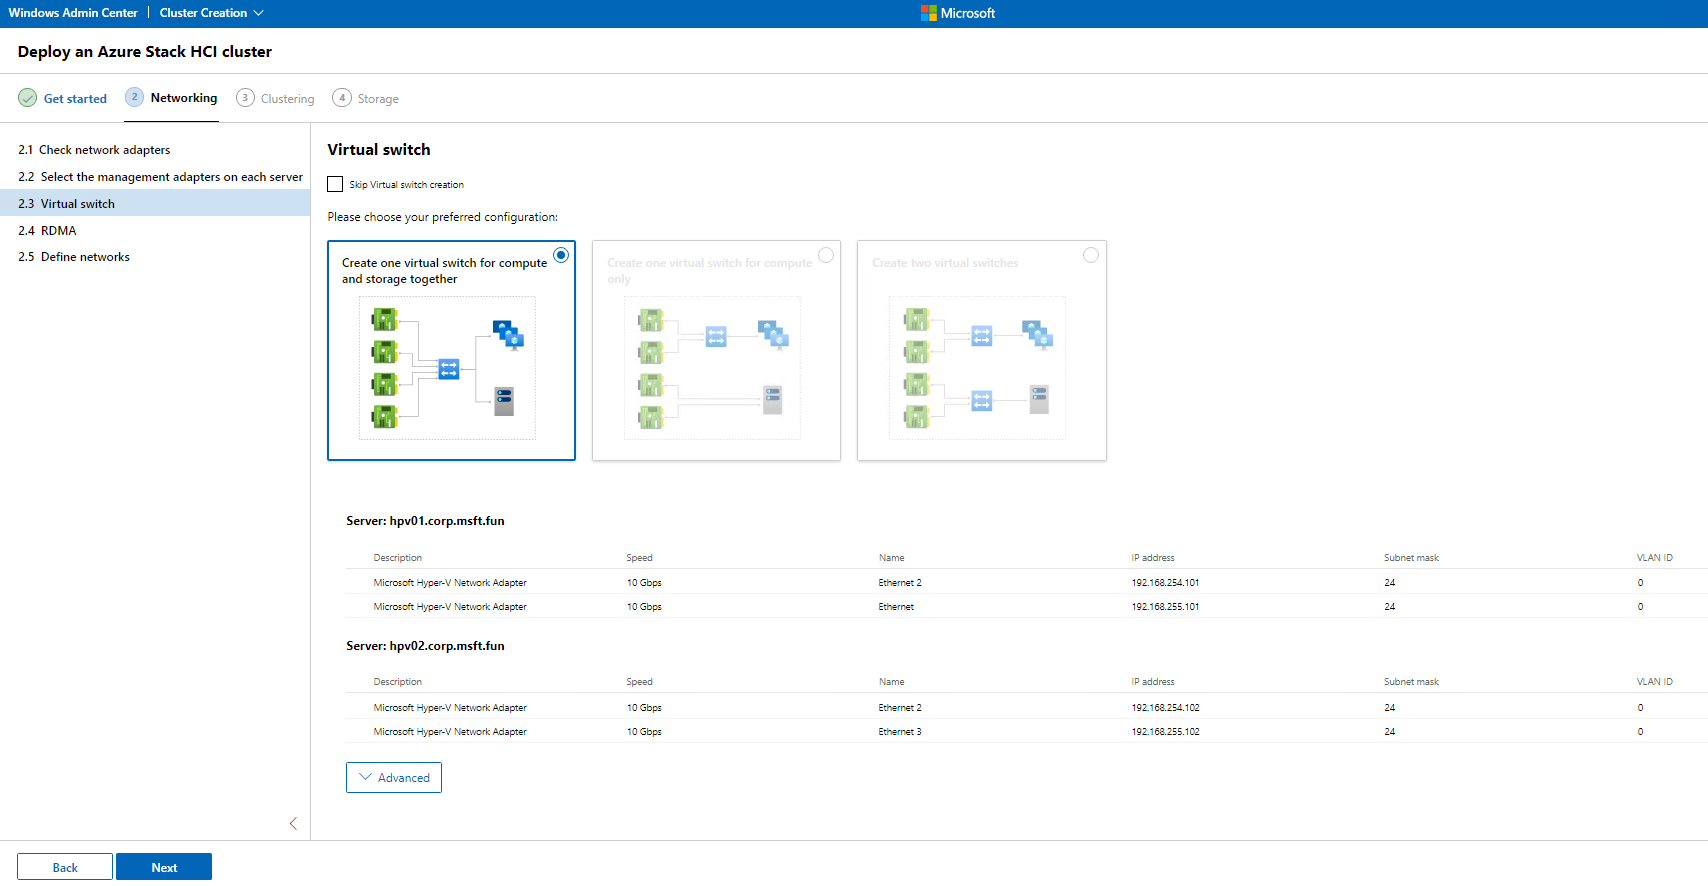 Windows Admin Center | Cluster Creation
Microsoft
Deploy an Azure Stack HCI cluster
Get started
2 Networking
3 Clustering
4 Storage
2.1 Check network adapters
2.2 Select the management adapters on each server
2.3 Virtual switch
2.4 RDMA
2.5 Define networks
Virtual switch
Skip Virtual switch creation
Please choose your preferred configuration:
Create one virtual switch for compute
and storage together
Create one virtual switch for compute
only
Create two virtual switches
Server: hpv01.corp.msft.fun
Description Speed Name IP address Subnet mask VLAN ID
Microsoft Hyper-V Network Adapter 10 Gbps Ethernet 2 192.168.254.101 24 0
Microsoft Hyper-V Network Adapter 10 Gbps Ethernet 192.168.255.101 24 0
Server: hpv02.corp.msft.fun
Description Speed Name IP address Subnet mask VLAN ID
Microsoft Hyper-V Network Adapter 10 Gbps Ethernet 2 192.168.254.102 24 0
Microsoft Hyper-V Network Adapter 10 Gbps Ethernet 3 192.168.255.102 24 0
Advanced
Back
Next